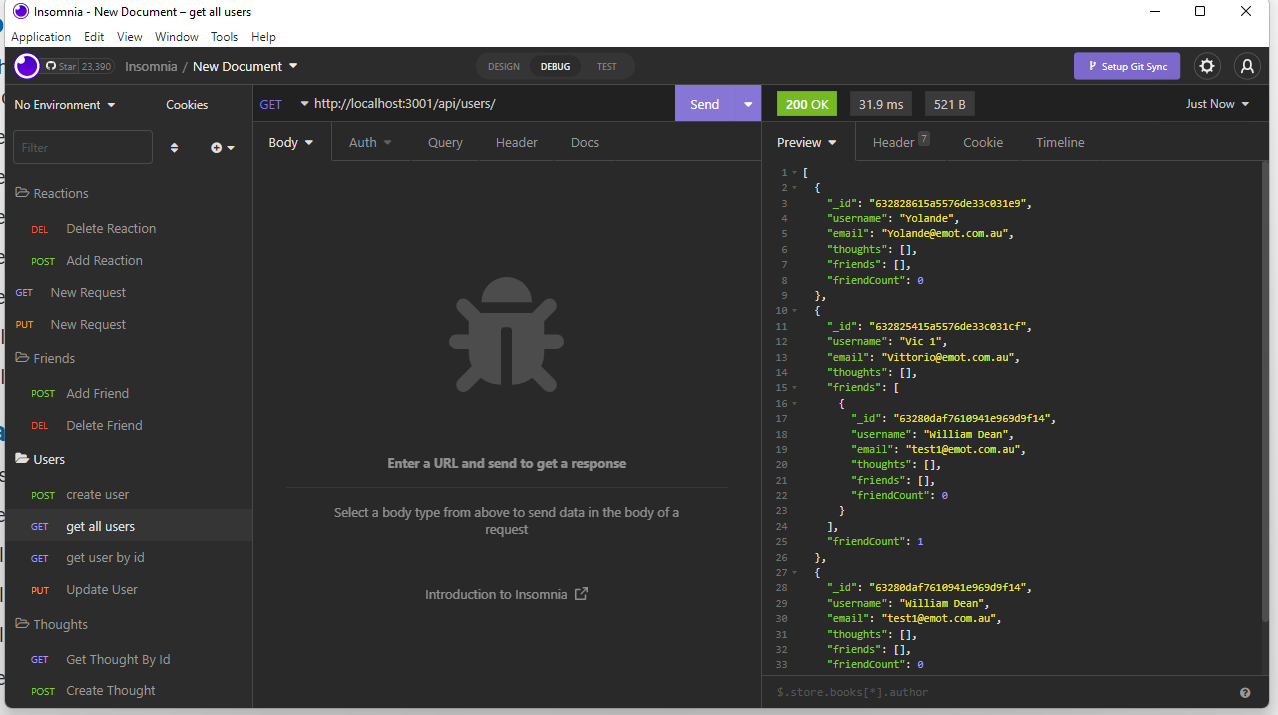 Insomnia - New Document – get all users
Application Edit View Window Tools Help
Star 23,390 Insomnia / New Document DESIGN DEBUG TEST Setup Git Sync
No Environment Cookies
Filter
Reactions
DEL Delete Reaction
POST Add Reaction
GET New Request
PUT New Request
Friends
POST Add Friend
DEL Delete Friend
Users
POST create user
GET get all users
GET get user by id
PUT Update User
Thoughts
GET Get Thought By Id
POST Create Thought
GET http://localhost:3001/api/users/ Send
Body Auth Query Header Docs
Enter a URL and send to get a response
Select a body type from above to send data in the body of a
request
Introduction to Insomnia
200 OK 31.9 ms 521 B Just Now
Preview Header 7 Cookie Timeline
1 [
2 {
3 "_id": "632828615a5576de33c031e9",
4 "username": "Yolande",
5 "email": "Yolande@emot.com.au",
6 "thoughts": [],
7 "friends": [],
8 "friendCount": 0
9 },
10 {
11 "_id": "632825415a5576de33c031cf",
12 "username": "Vic 1",
13 "email": "Vittorio@emot.com.au",
14 "thoughts": [],
15 "friends": [
16 {
17 "_id": "63280daf7610941e969d9f14",
18 "username": "William Dean",
19 "email": "test1@emot.com.au",
20 "thoughts": [],
21 "friends": [],
22 "friendCount": 0
23 }
24 ],
25 "friendCount": 1
26 },
27 {
28 "_id": "63280daf7610941e969d9f14",
29 "username": "William Dean",
30 "email": "test1@emot.com.au",
31 "thoughts": [],
32 "friends": [],
33 "friendCount": 0
$.store.books[*].author